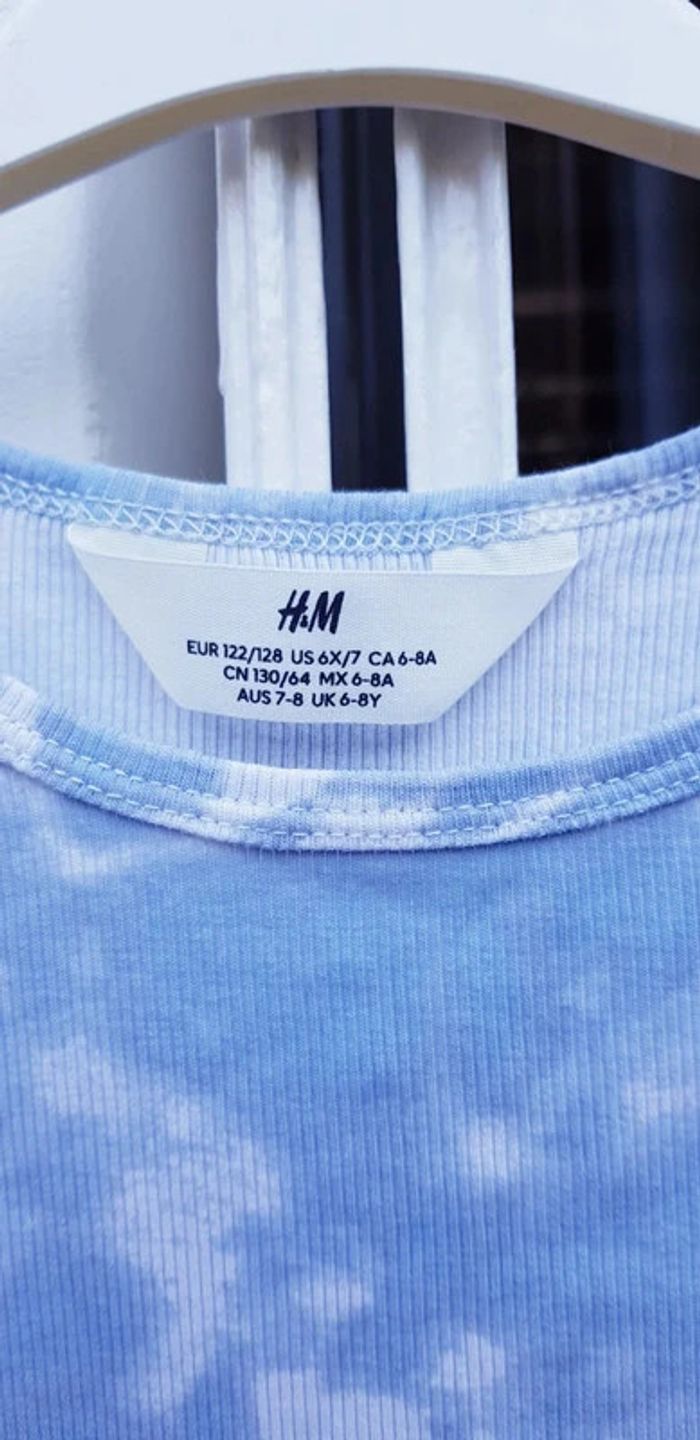 H&M
EUR 122/128 US 6X/7 CA 6-8A
CN 130/64 MX 6-8A
AUS 7-8 UK 6-8Y